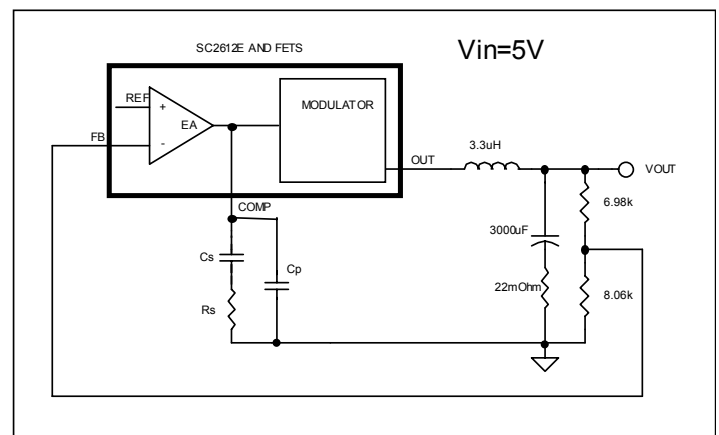 SC2612E AND FETS
Vin=5V
REF
+
EA
-
MODULATOR
FB
OUT
3.3uH
VOUT
6.98k
COMP
3000uF
Cs
Cp
22mOhm
8.06k
Rs